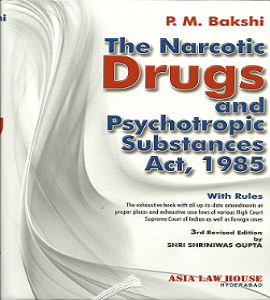 hi
P. M. Bakshi
The Narcotic
Drugs
and
Psychotropic
Substances
Act, 1985
With Rules
The exhaustive book with all up-to-date amendments at
proper places and exhaustive case laws of various High Court
Supreme Court of Indian as well as foreign cases
3rd Revised Edition
by
SHRI SHRINIWAS GUPTA
ASIA LAW HOUSE
HYDERABAD